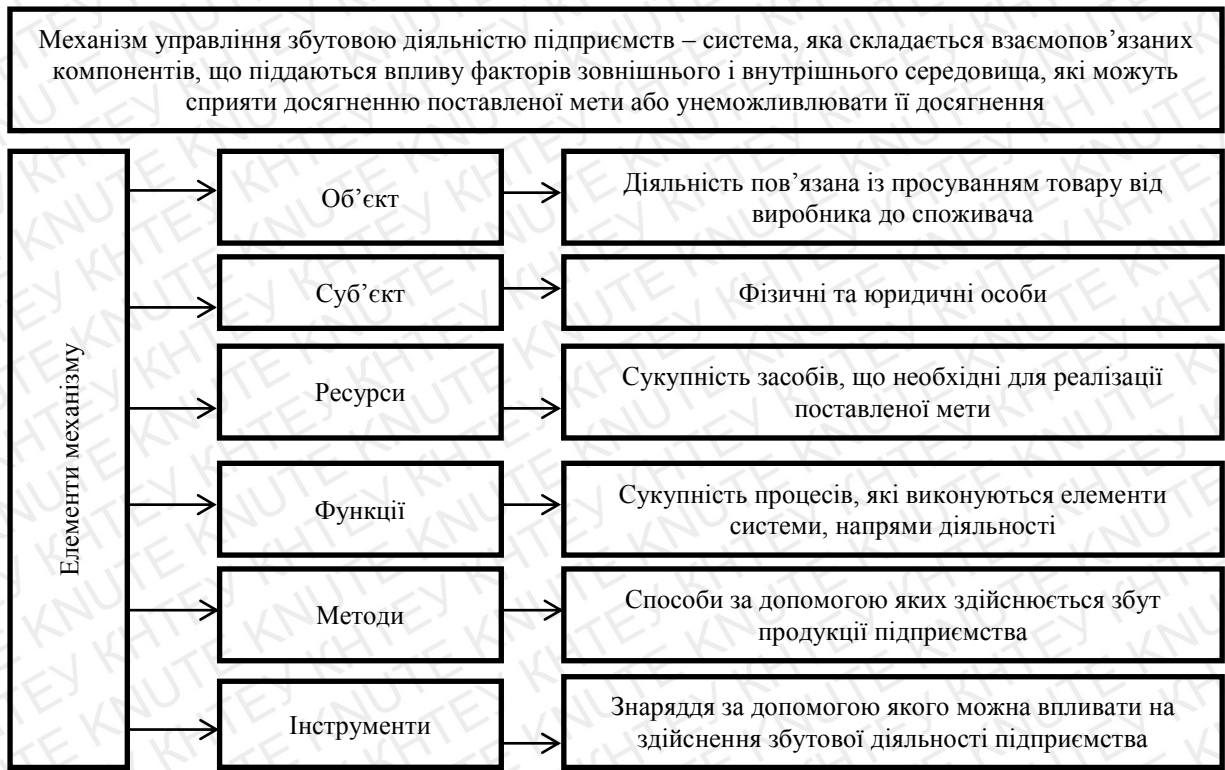 Механізм управління збутовою діяльністю підприємств – система, яка складається взаємопов’язаних
компонентів, що піддаються впливу факторів зовнішнього і внутрішнього середовища, які можуть
сприяти досягненню поставленої мети або унеможливлювати її досягнення
Елементи механізму
Об’єкт
Діяльність пов’язана із просуванням товару від
виробника до споживача
Суб’єкт
Фізичні та юридичні особи
Ресурси
Сукупність засобів, що необхідні для реалізації
поставленої мети
Функції
Сукупність процесів, які виконуються елементи
системи, напрями діяльності
Методи
Способи за допомогою яких здійснюється збут
продукції підприємства
Інструменти
Знаряддя за допомогою якого можна впливати на
здійснення збутової діяльності підприємства